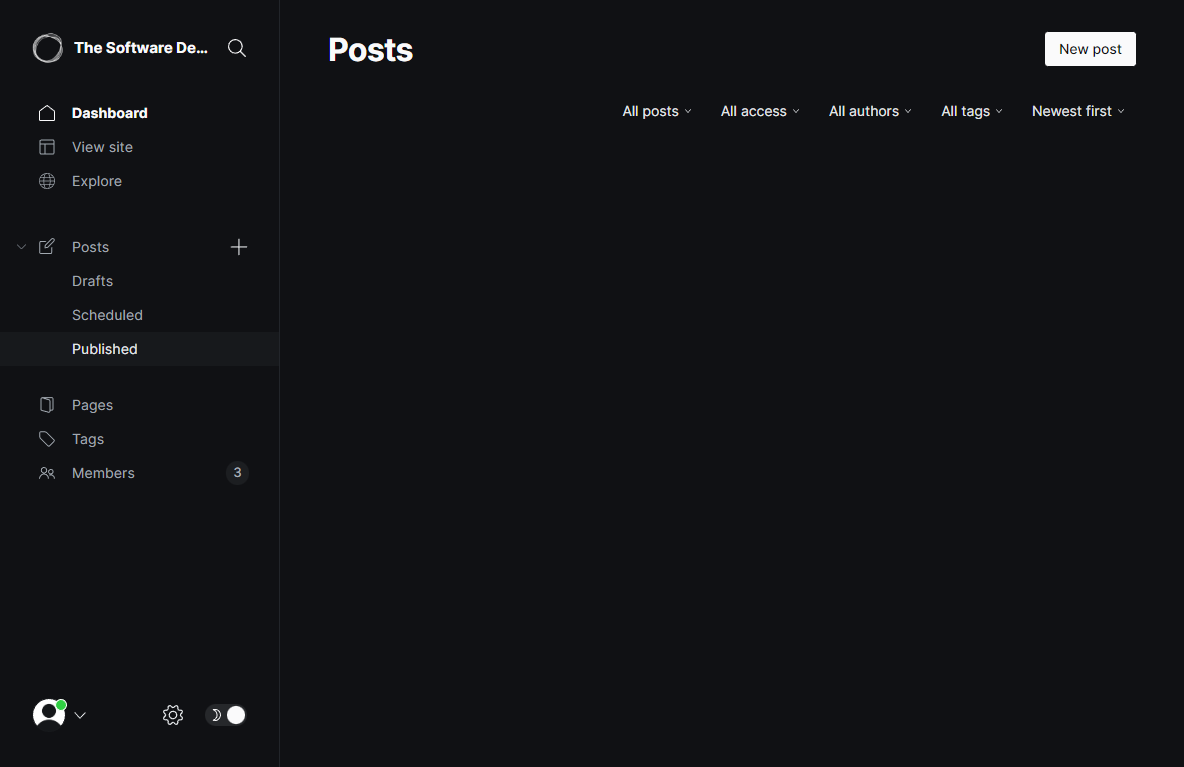 The Software De...
Dashboard
View site
Explore
Posts
Drafts
Scheduled
Published
Pages
Tags
Members 3
Posts
New post
All posts All access All authors All tags Newest first